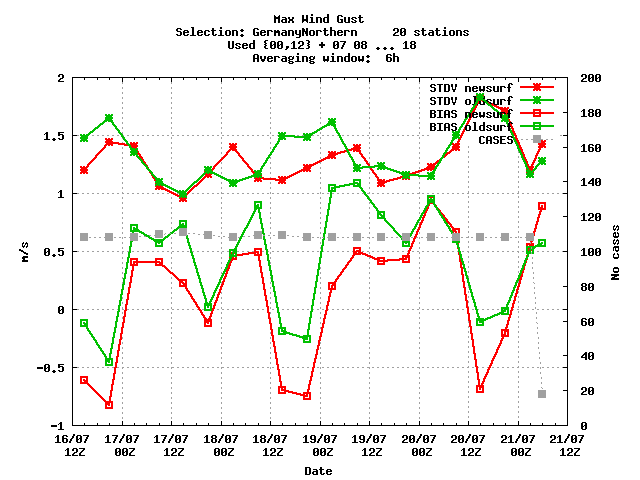 Max Wind Gust
Selection: GermanyNorthern 20 stations
Used {00,12} + 07 08 ... 18
Averaging window: 6h
STDV newsurf
STDV oldsurf
BIAS newsurf
BIAS oldsurf
CASES
2
1.5
1
0.5
0
-0.5
-1
m/s
200
180
160
140
120
100
80
60
40
20
0
No cases
16/07 17/07 17/07 18/07 18/07 19/07 19/07 20/07 20/07 21/07 21/07
12Z 00Z 12Z 00Z 12Z 00Z 12Z 00Z 12Z 00Z 12Z
Date